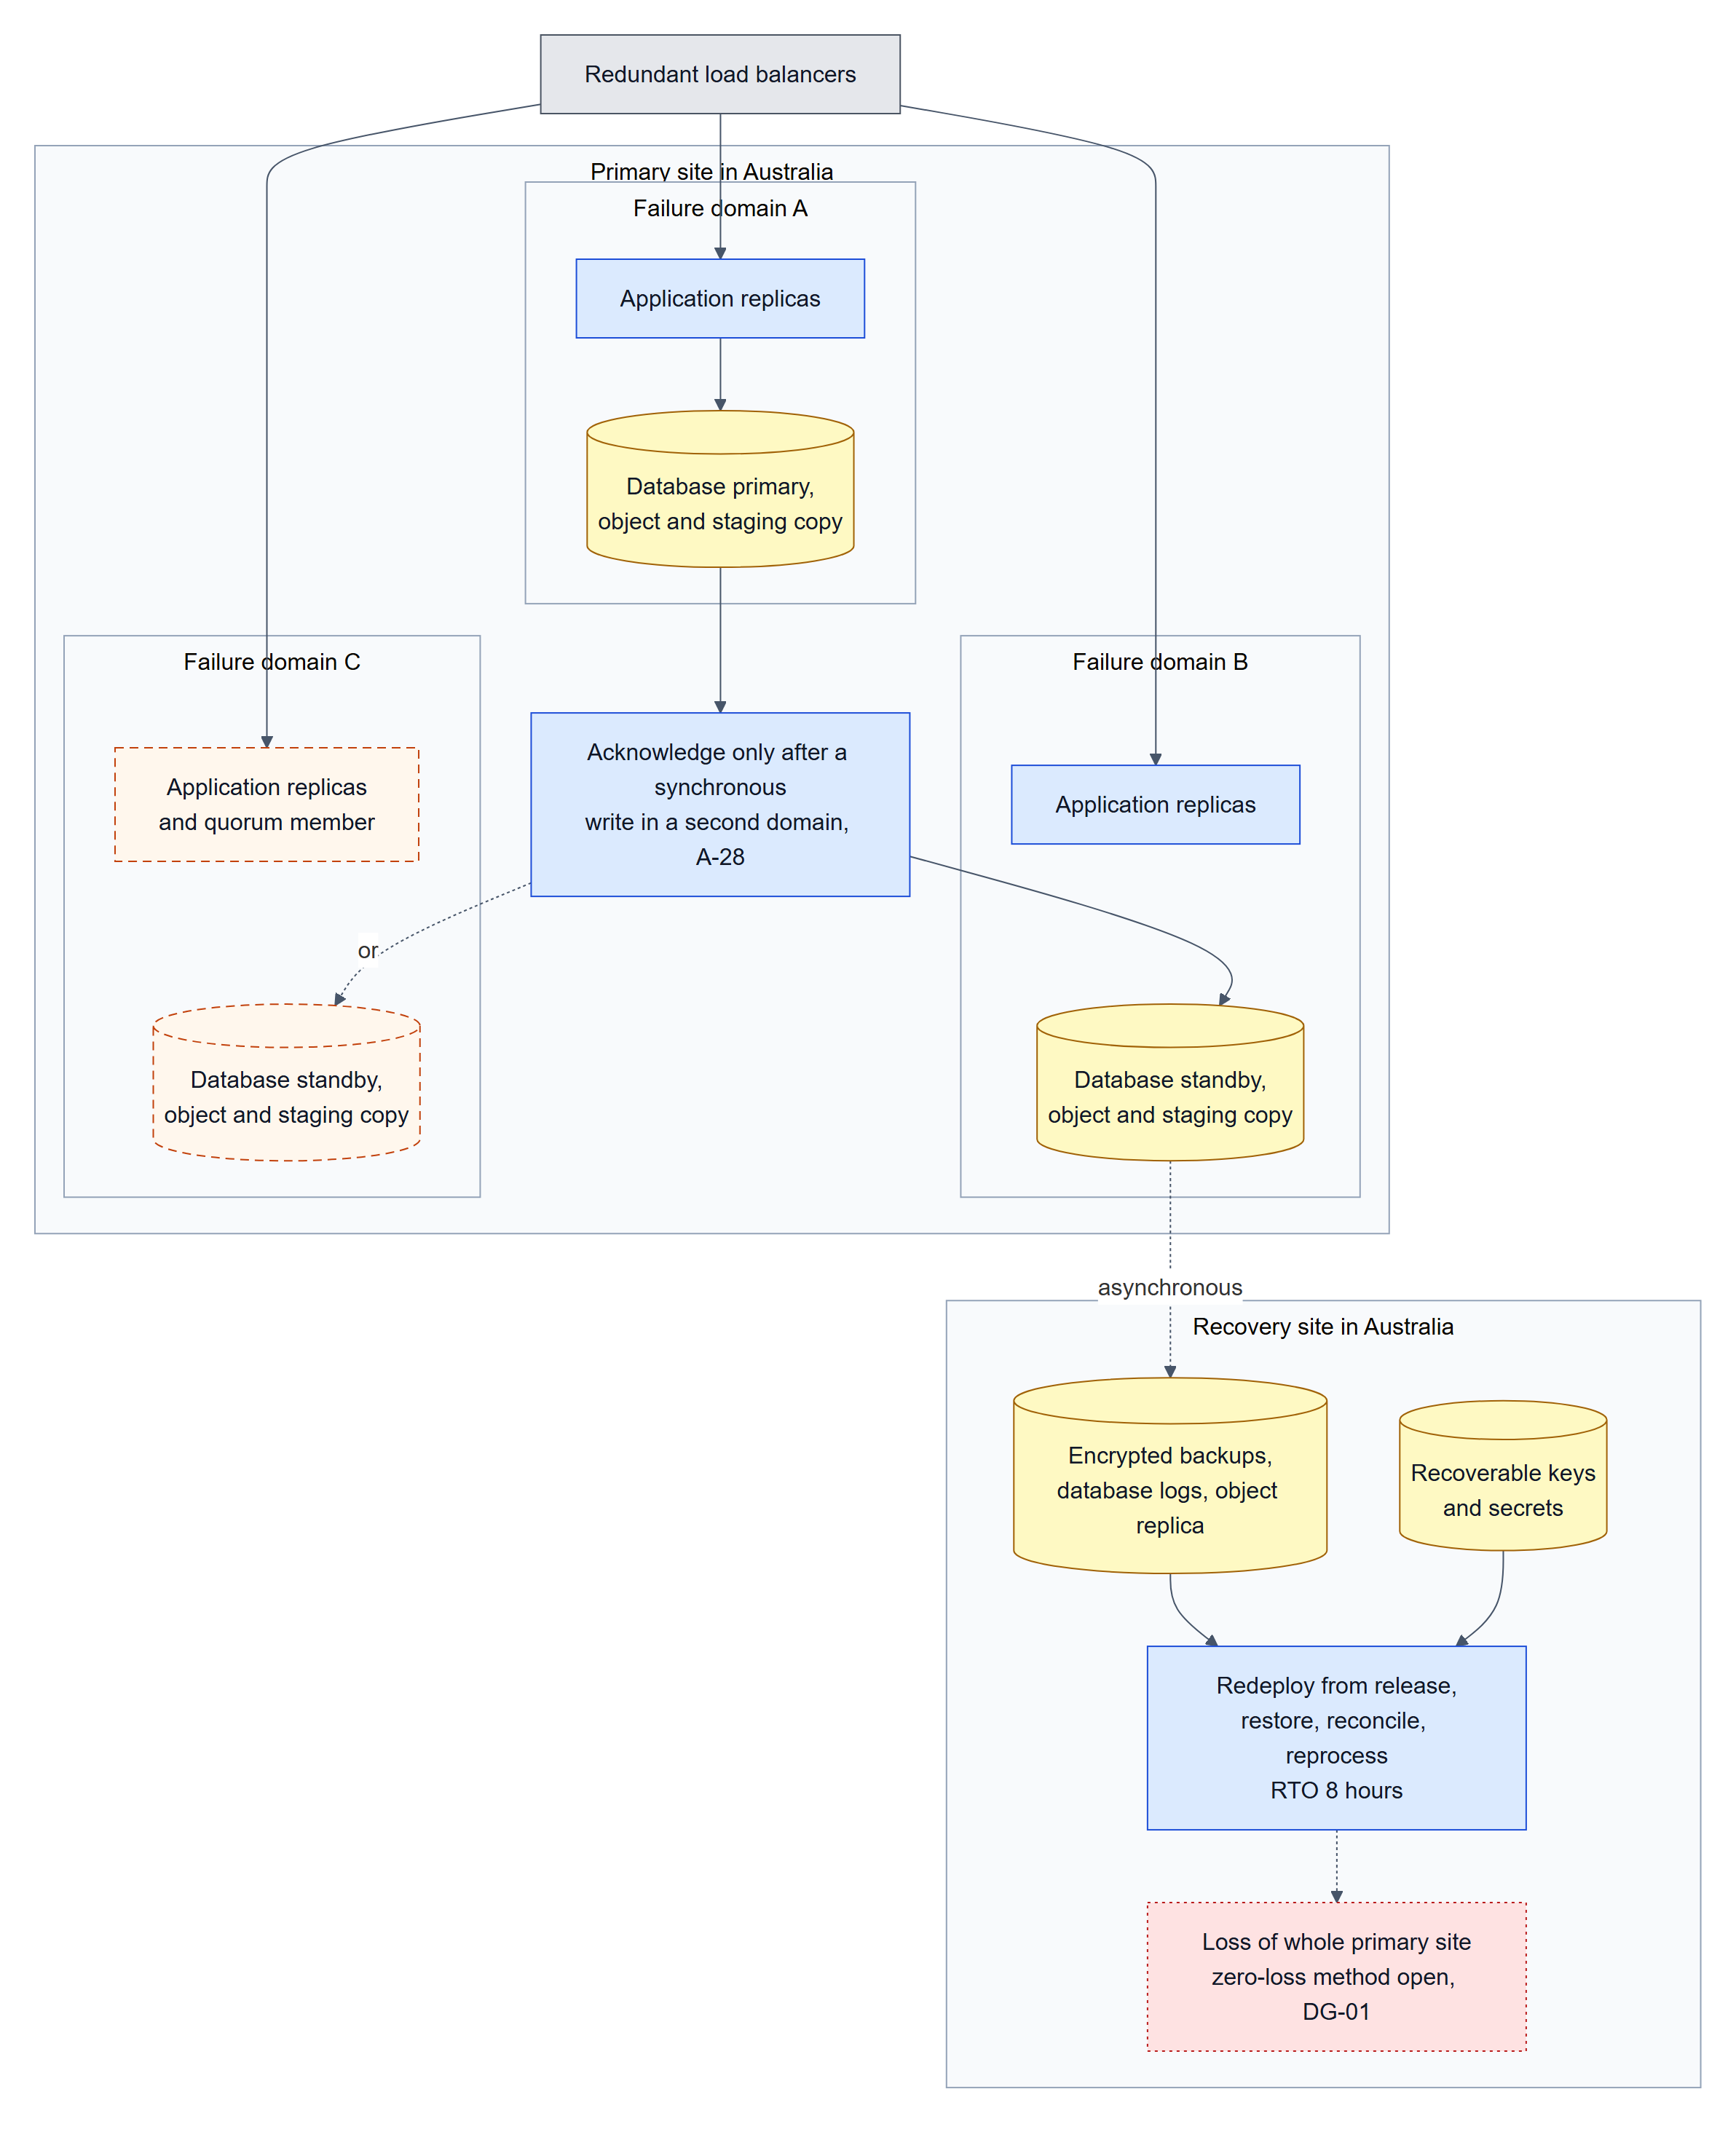 Redundant load balancers
Primary site in Australia
Failure domain A
Application replicas
Database primary,
object and staging copy
Failure domain C
Failure domain B
Acknowledge only after a
synchronous
write in a second domain,
A-28
Application replicas
and quorum member
Application replicas
or
Database standby,
object and staging copy
Database standby,
object and staging copy
asynchronous
Recovery site in Australia
Encrypted backups,
database logs, object
replica
Recoverable keys
and secrets
Redeploy from release,
restore, reconcile,
reprocess
RTO 8 hours
Loss of whole primary site
zero-loss method open,
DG-01